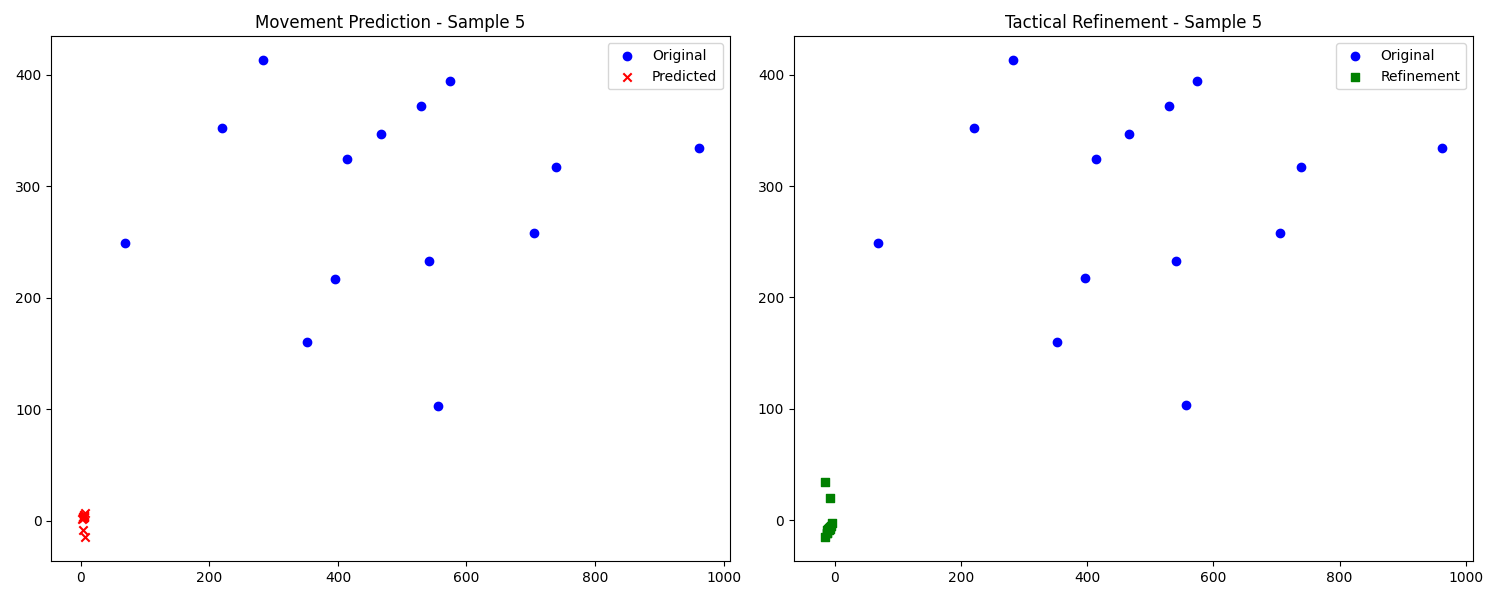 Movement Prediction - Sample 5
Original
Predicted
400
300
200
100
0
0 200 400 600 800 1000
Tactical Refinement - Sample 5
Original
Refinement
400
300
200
100
0
0 200 400 600 800 1000